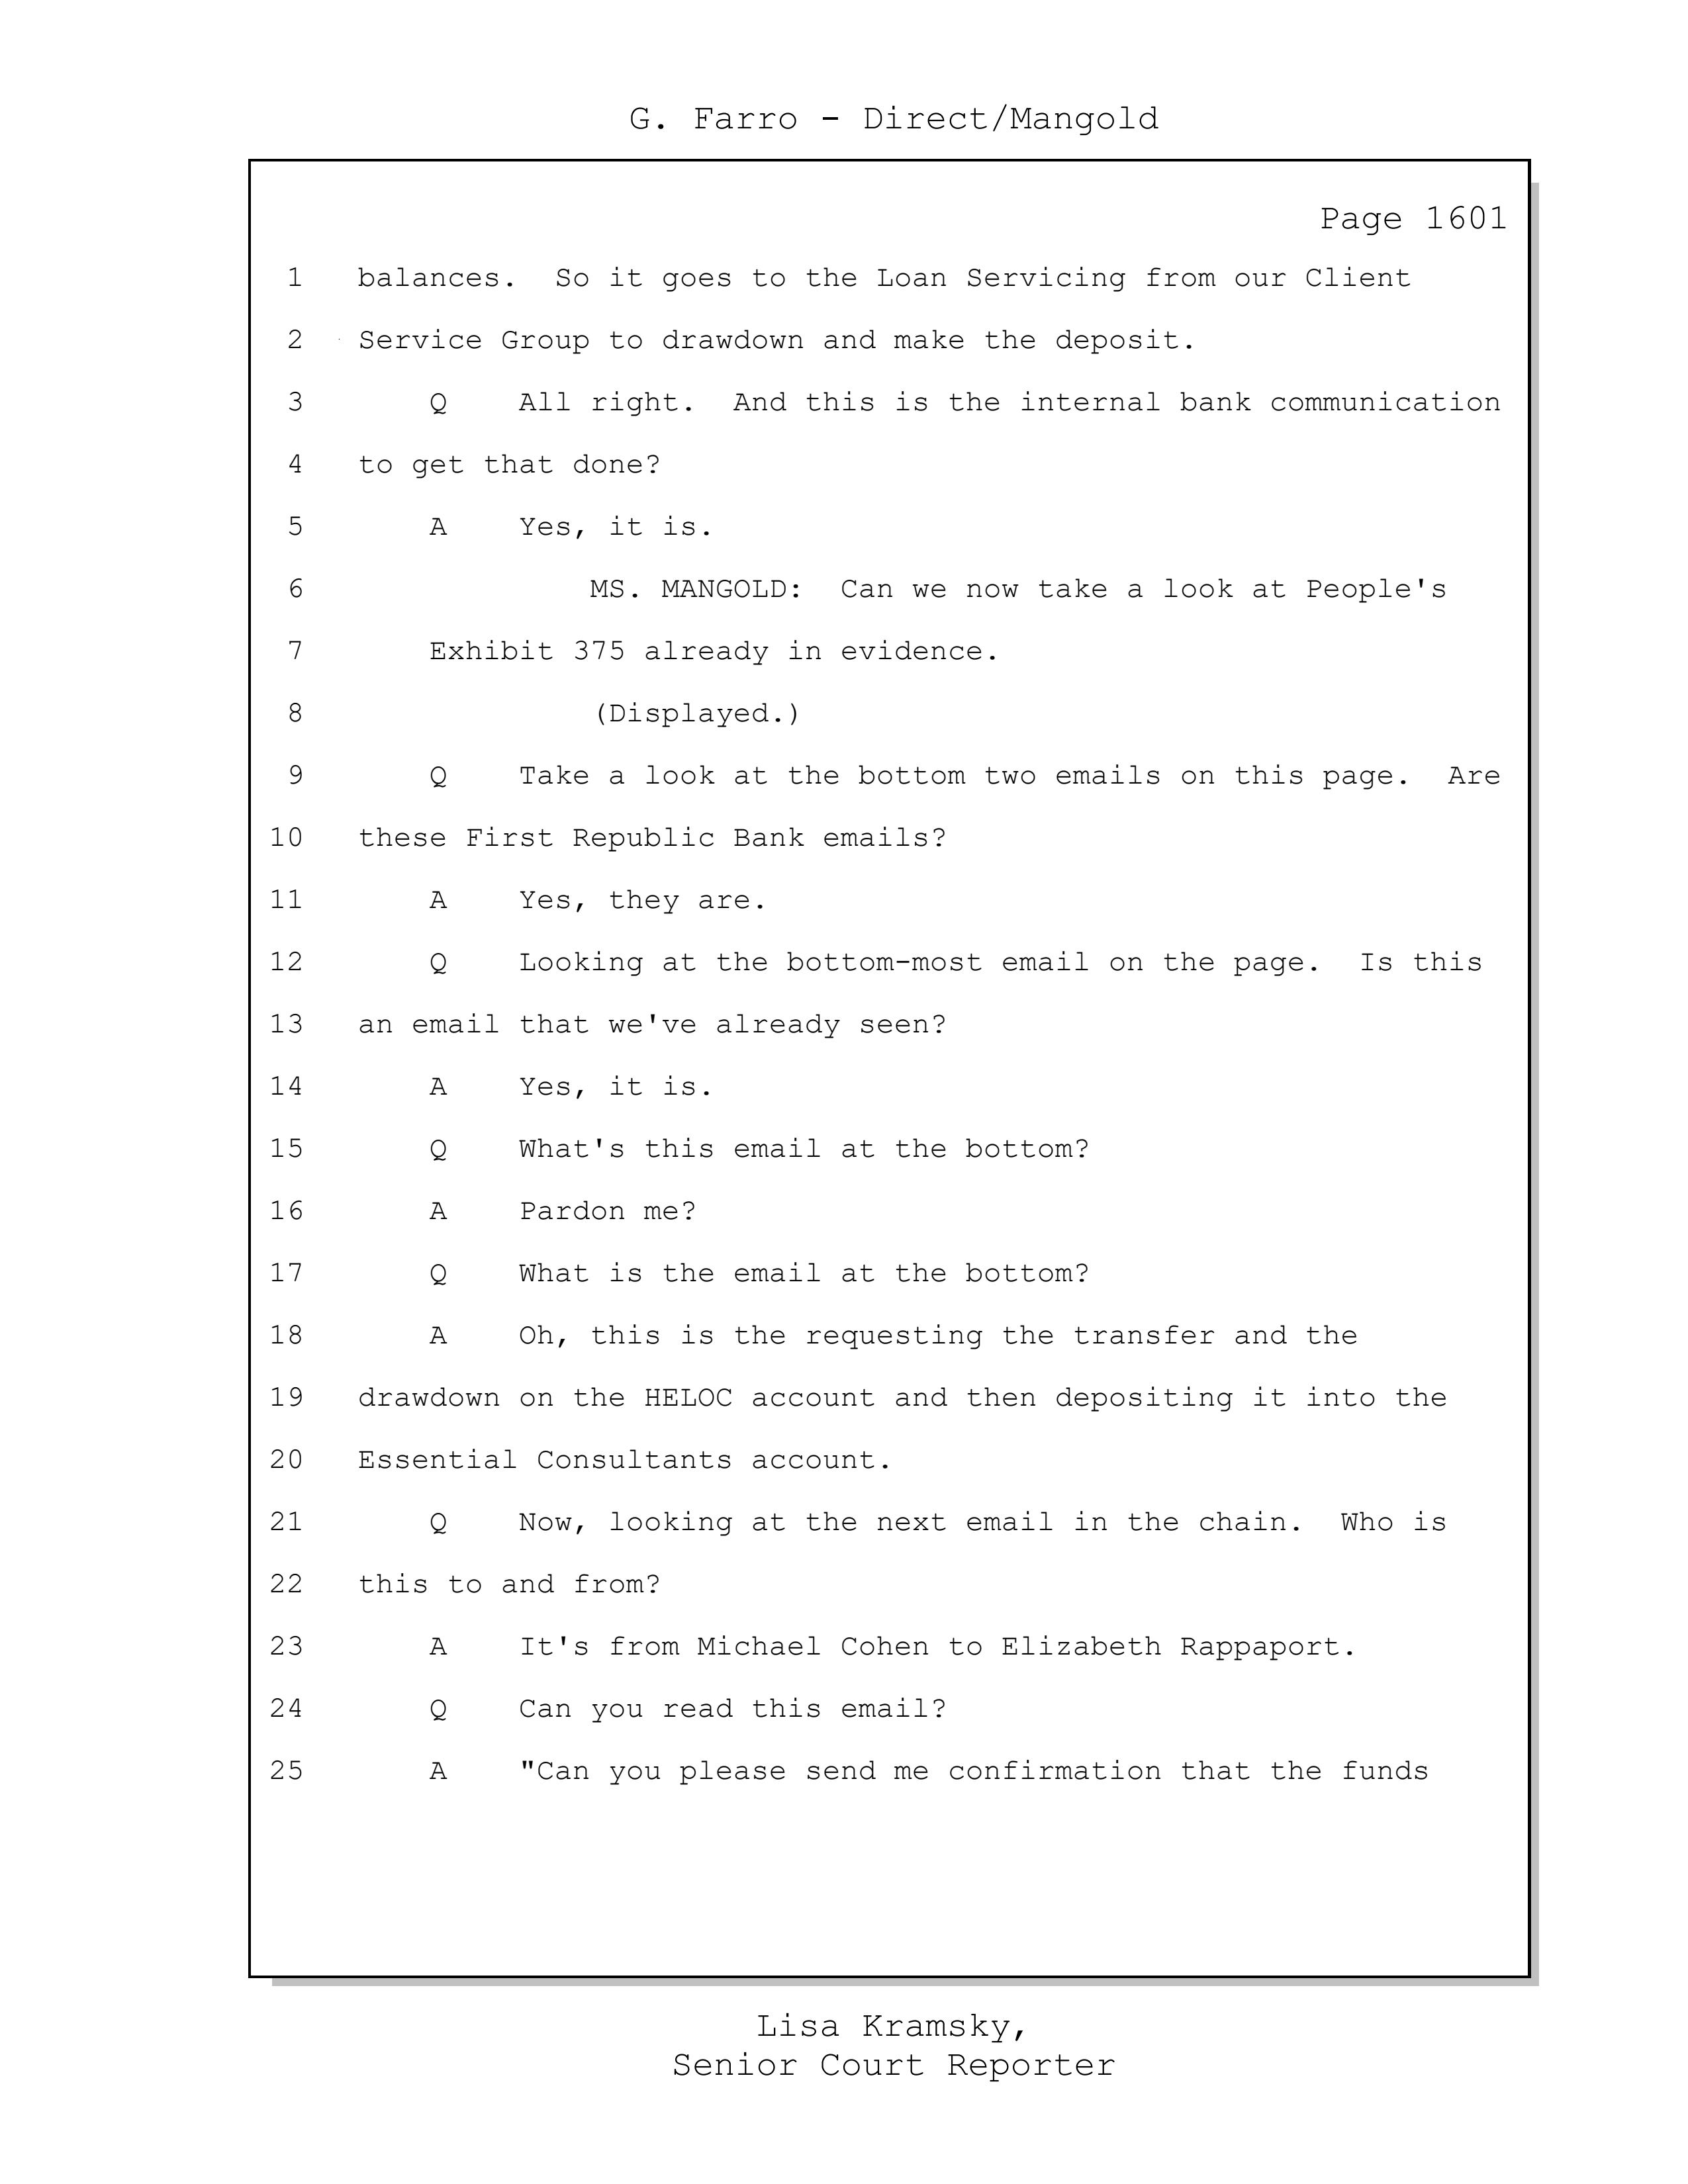 G. Farro - Direct/Mangold
Page 1601
1 balances. So it goes to the Loan Servicing from our Client
2 Service Group to drawdown and make the deposit.
3 Q All right. And this is the internal bank communication
4 to get that done?
5 A Yes, it is.
6 MS. MANGOLD: Can we now take a look at People's
7 Exhibit 375 already in evidence.
8 (Displayed.)
9 Q Take a look at the bottom two emails on this page. Are
10 these First Republic Bank emails?
11 A Yes, they are.
12 Q Looking at the bottom-most email on the page. Is this
13 an email that we've already seen?
14 A Yes, it is.
15 Q What's this email at the bottom?
16 A Pardon me?
17 Q What is the email at the bottom?
18 A Oh, this is the requesting the transfer and the
19 drawdown on the HELOC account and then depositing it into the
20 Essential Consultants account.
21 Q Now, looking at the next email in the chain. Who is
22 this to and from?
23 A It's from Michael Cohen to Elizabeth Rappaport.
24 Q Can you read this email?
25 A "Can you please send me confirmation that the funds
Lisa Kramsky,
Senior Court Reporter